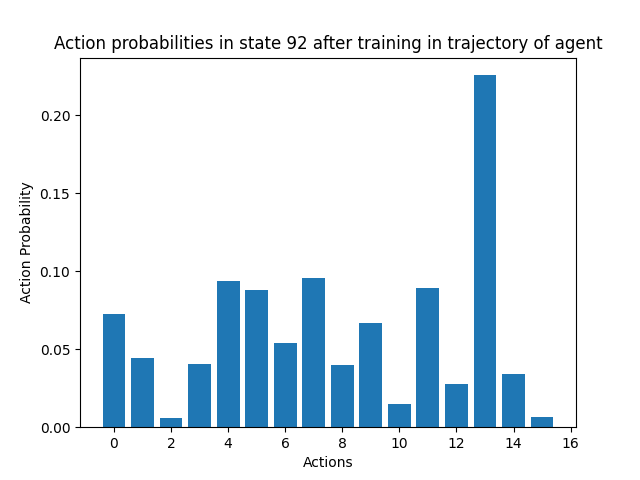 Action probabilities in state 92 after training in trajectory of agent
0.20
0.15
0.10
0.05
0.00
Action Probability
0 2 4 6 8 10 12 14 16
Actions